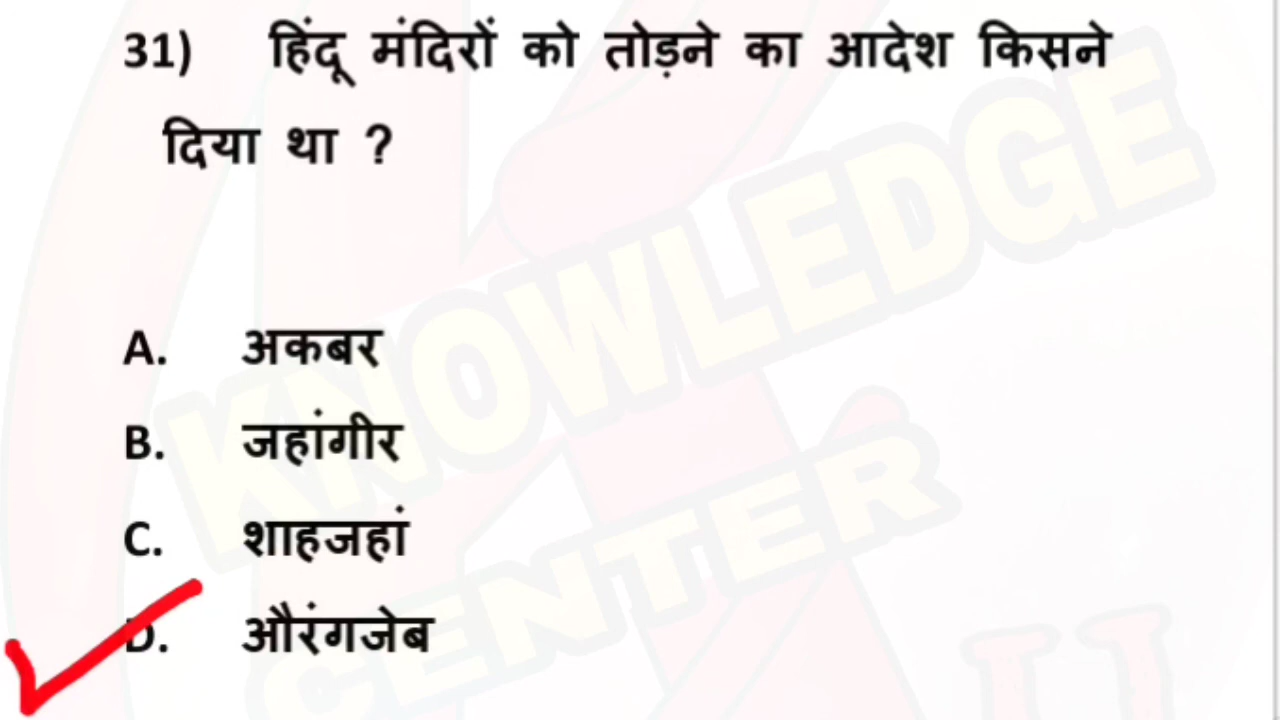 31) हिंदू मंदिरों को तोड़ने का आदेश किसने
दिया था ?
A. अकबर
B. जहांगीर
C. शाहजहां
D. औरंगजेब
KNOWLEDGE
CENTER